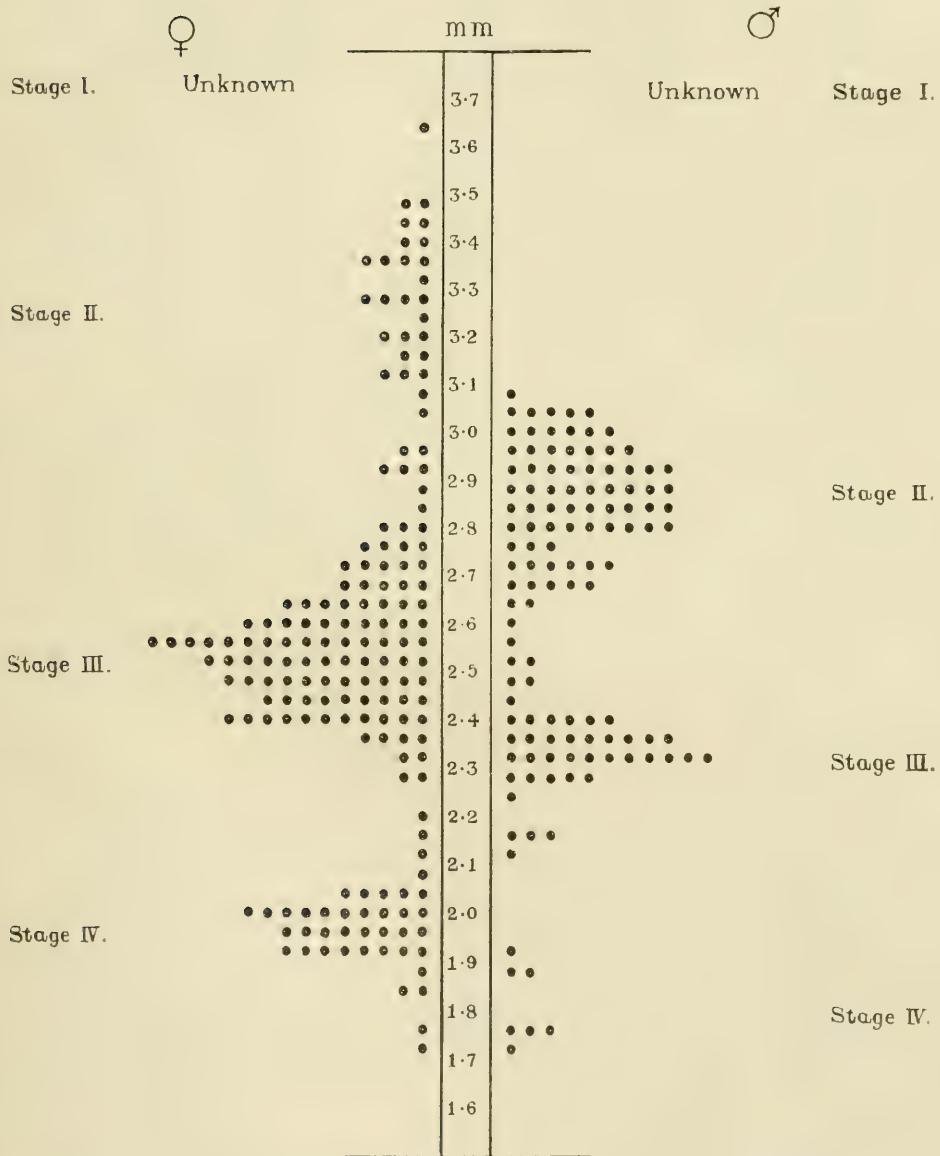 ♀ mm ♂
Stage I. Unknown Unknown Stage I.
3·7
3·6
3·5
3·4
3·3
Stage II.
3·2
3·1
3·0
2·9
Stage II.
2·8
2·7
2·6
Stage III.
2·5
2·4
2·3
Stage III.
2·2
2·1
2·0
Stage IV.
1·9
1·8
Stage IV.
1·7
1·6